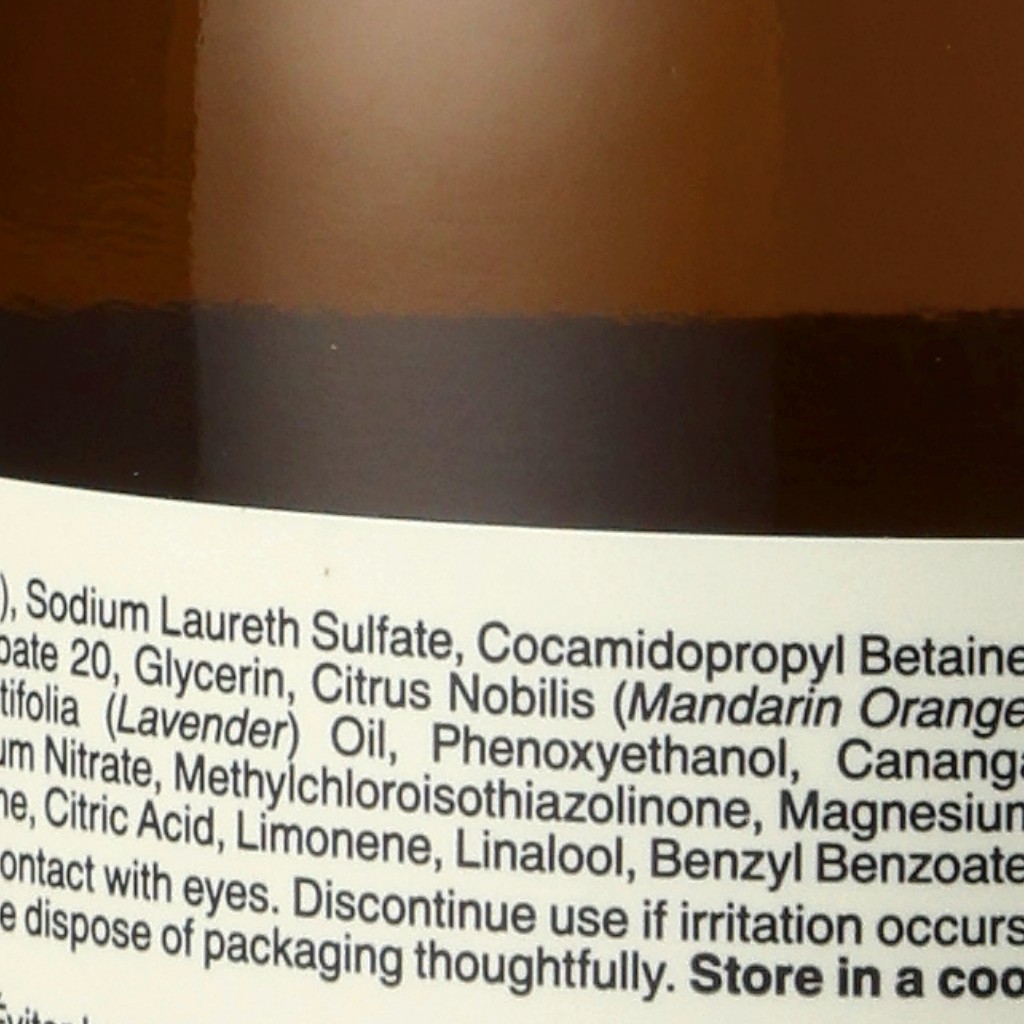 ), Sodium Laureth Sulfate, Cocamidopropyl Betaine
bate 20, Glycerin, Citrus Nobilis (Mandarin Orange
tifolia (Lavender) Oil, Phenoxyethanol, Cananga
um Nitrate, Methylchloroisothiazolinone, Magnesium
ne, Citric Acid, Limonene, Linalool, Benzyl Benzoate
ontact with eyes. Discontinue use if irritation occurs
e dispose of packaging thoughtfully. Store in a coo